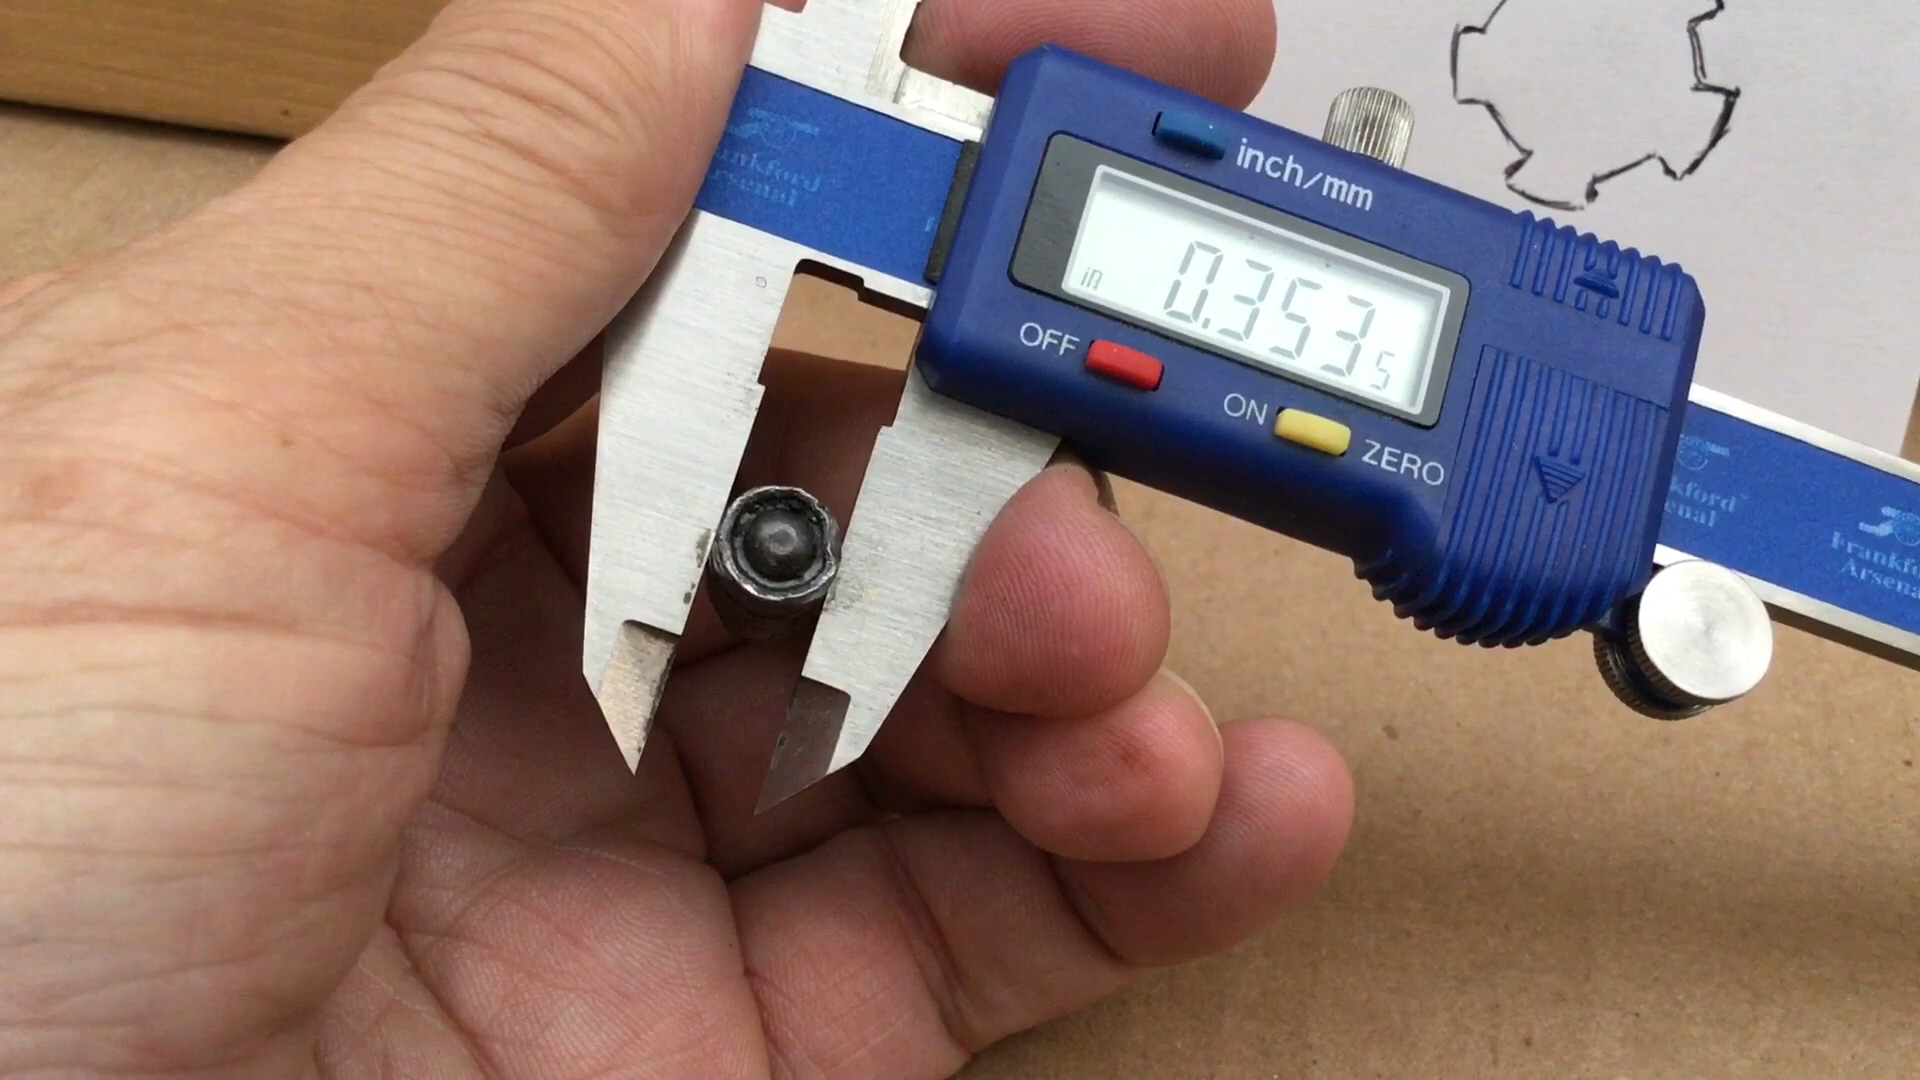 inch/mm
in 0.3535
OFF
ON
ZERO
Frankford
Arsenal